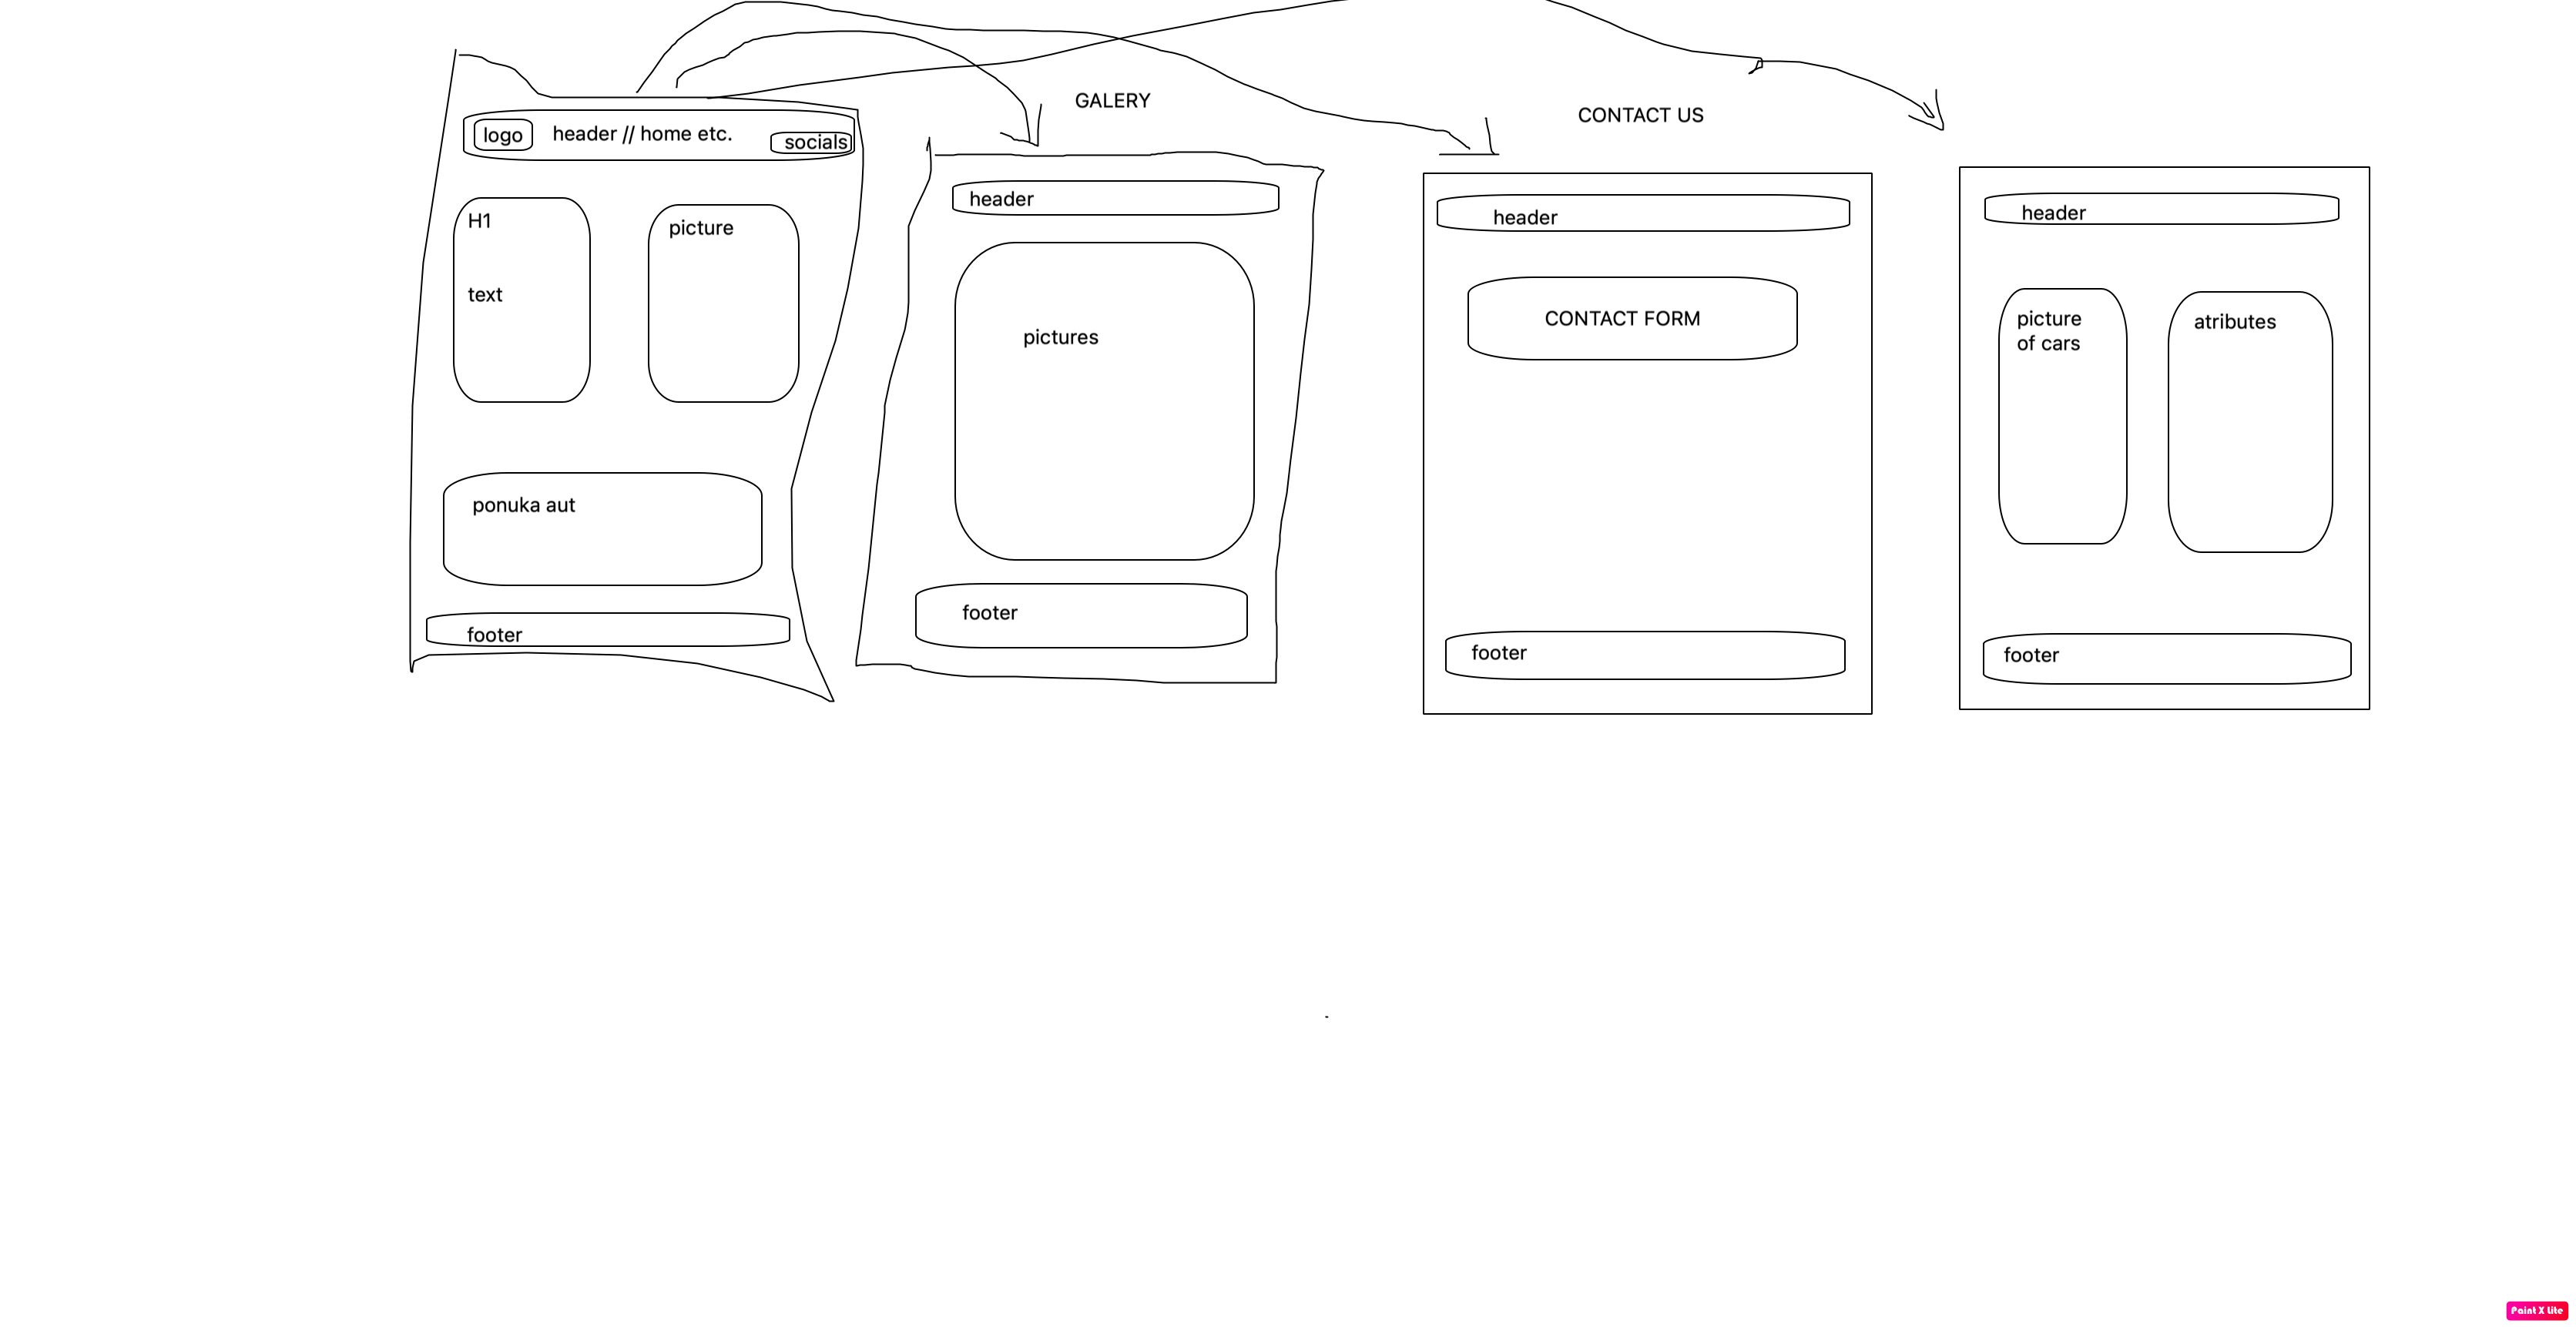 GALERY
CONTACT US
logo
header // home etc.
socials
H1
text
picture
ponuka aut
footer
header
pictures
footer
header
CONTACT FORM
footer
header
picture
of cars
atributes
footer
Paint X Lite